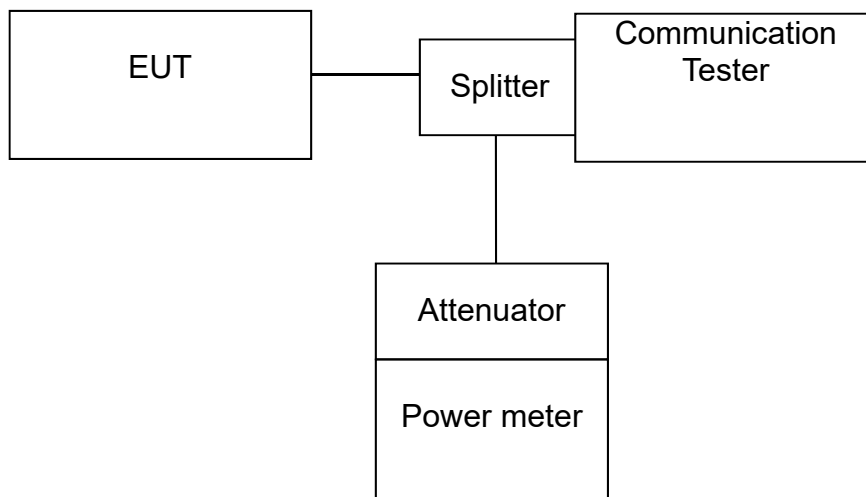 EUT
Splitter
Communication
Tester
Attenuator
Power meter